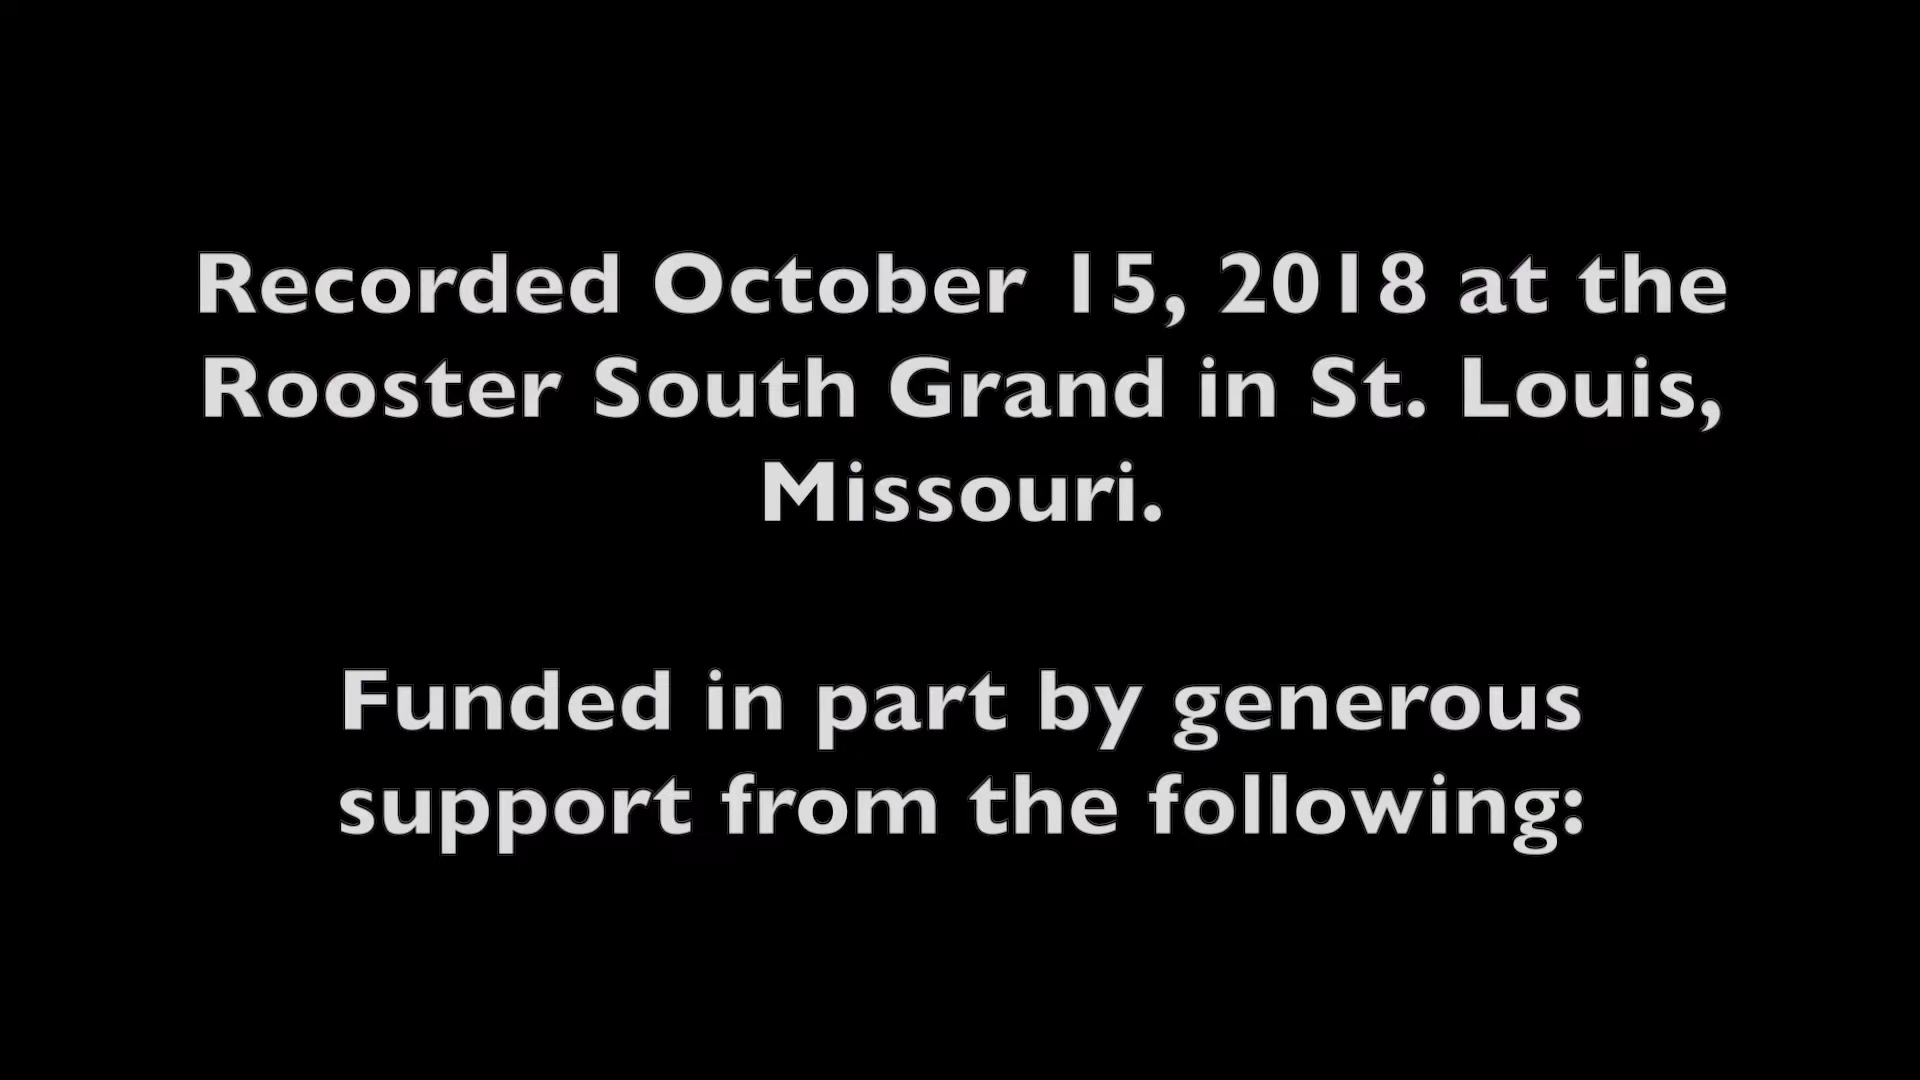 Recorded October 15, 2018 at the
Rooster South Grand in St. Louis,
Missouri.
Funded in part by generous
support from the following: